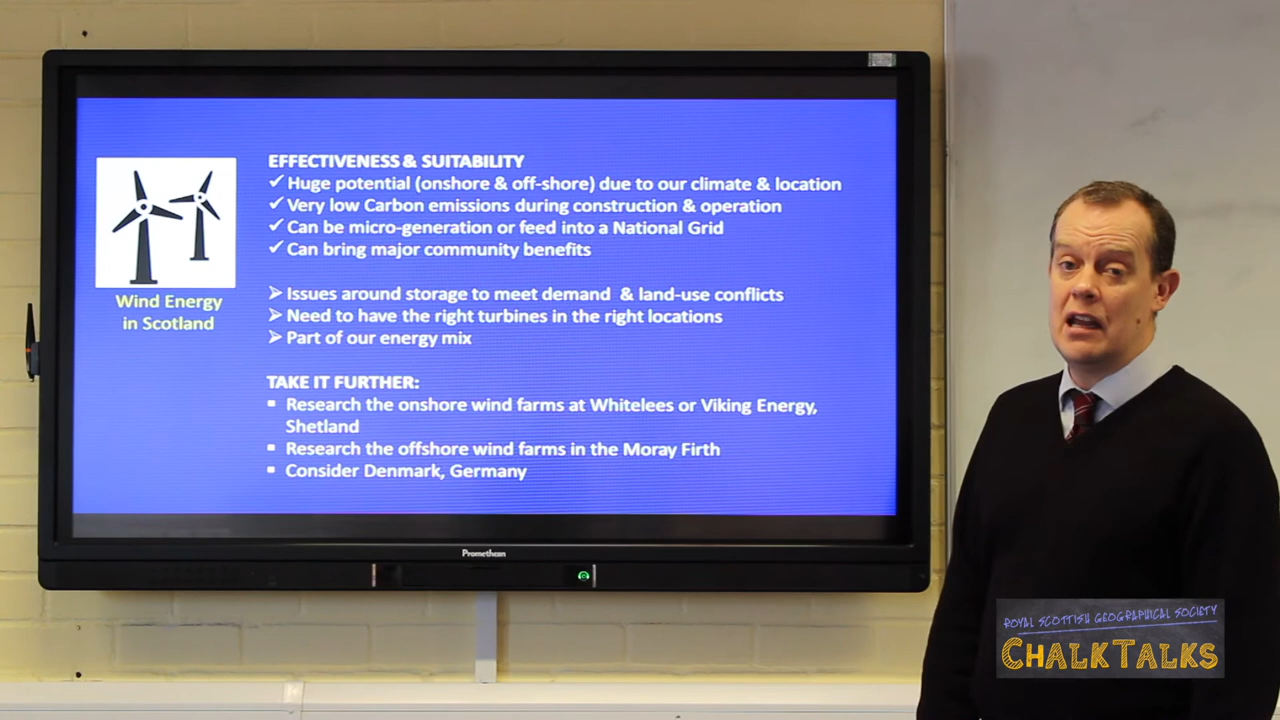 EFFECTIVENESS & SUITABILITY
✓ Huge potential (onshore & off-shore) due to our climate & location
✓ Very low Carbon emissions during construction & operation
✓ Can be micro-generation or feed into a National Grid
✓ Can bring major community benefits
Wind Energy
in Scotland
➢ Issues around storage to meet demand & land-use conflicts
➢ Need to have the right turbines in the right locations
➢ Part of our energy mix
TAKE IT FURTHER:
▪ Research the onshore wind farms at Whitelees or Viking Energy,
Shetland
▪ Research the offshore wind farms in the Moray Firth
▪ Consider Denmark, Germany
Promethean
ROYAL SCOTTISH GEOGRAPHICAL SOCIETY
CHALKTALKS